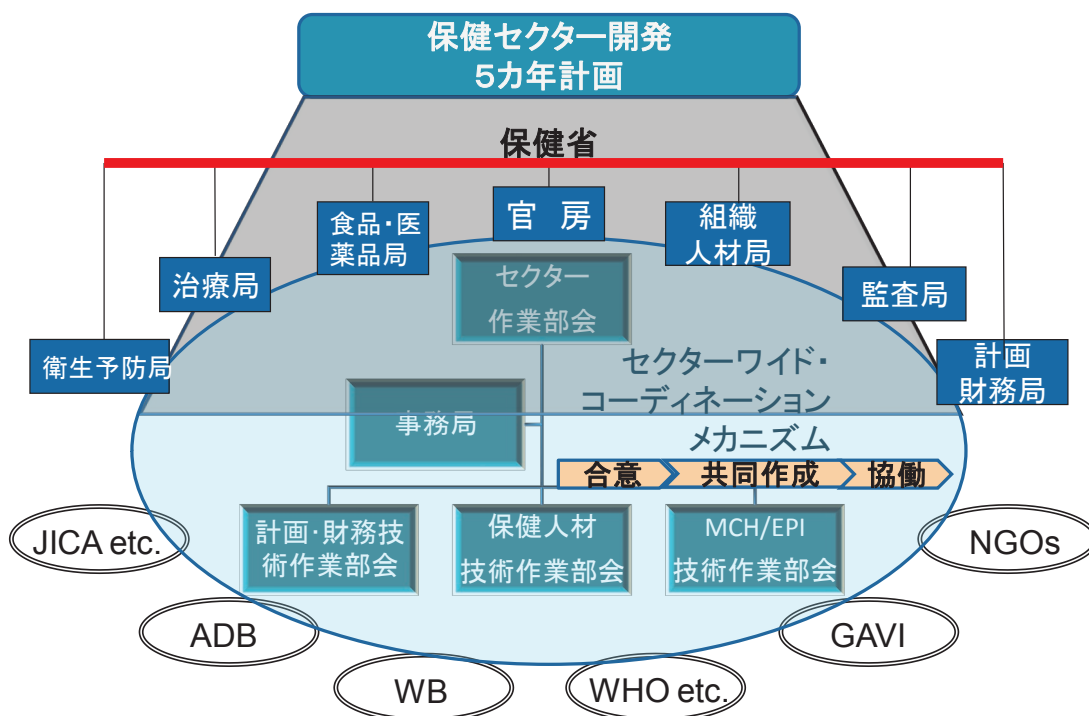 保健セクター開発
5カ年計画
保健省
官　房
食品・医
薬品局
組織
人材局
治療局
監査局
衛生予防局
計画
財務局
セクター
作業部会
事務局
セクターワイド・
コーディネーション
メカニズム
合意
共同作成
協働
計画・財務技
術作業部会
保健人材
技術作業部会
MCH/EPI
技術作業部会
JICA etc.
NGOs
ADB
GAVI
WB
WHO etc.